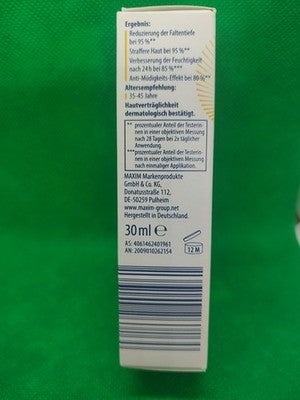 Ergebnis:
Reduzierung der Faltentiefe
bei 95 %**
Straffere Haut bei 95 %**
Verbesserung der Feuchtigkeit
nach 24h bei 85 %***
Anti-Müdigkeits-Effekt bei 80 %**
Altersempfehlung:
35-45 Jahre
Hautverträglichkeit
dermatologisch bestätigt.
** prozentualer Anteil der Testerin-
nen in einer objektiven Messung
nach 28 Tagen bei 2x täglicher
Anwendung.
***prozentualer Anteil der Testerin-
nen in einer objektiven Messung
nach einmaliger Applikation.
MAXIM Markenprodukte
GmbH & Co. KG,
Donatusstraße 112,
DE-50259 Pulheim
www.maxim-group.net
Hergestellt in Deutschland.
30 ml ℮
AS: 4061462401961
AN: 2009010262154
12 M